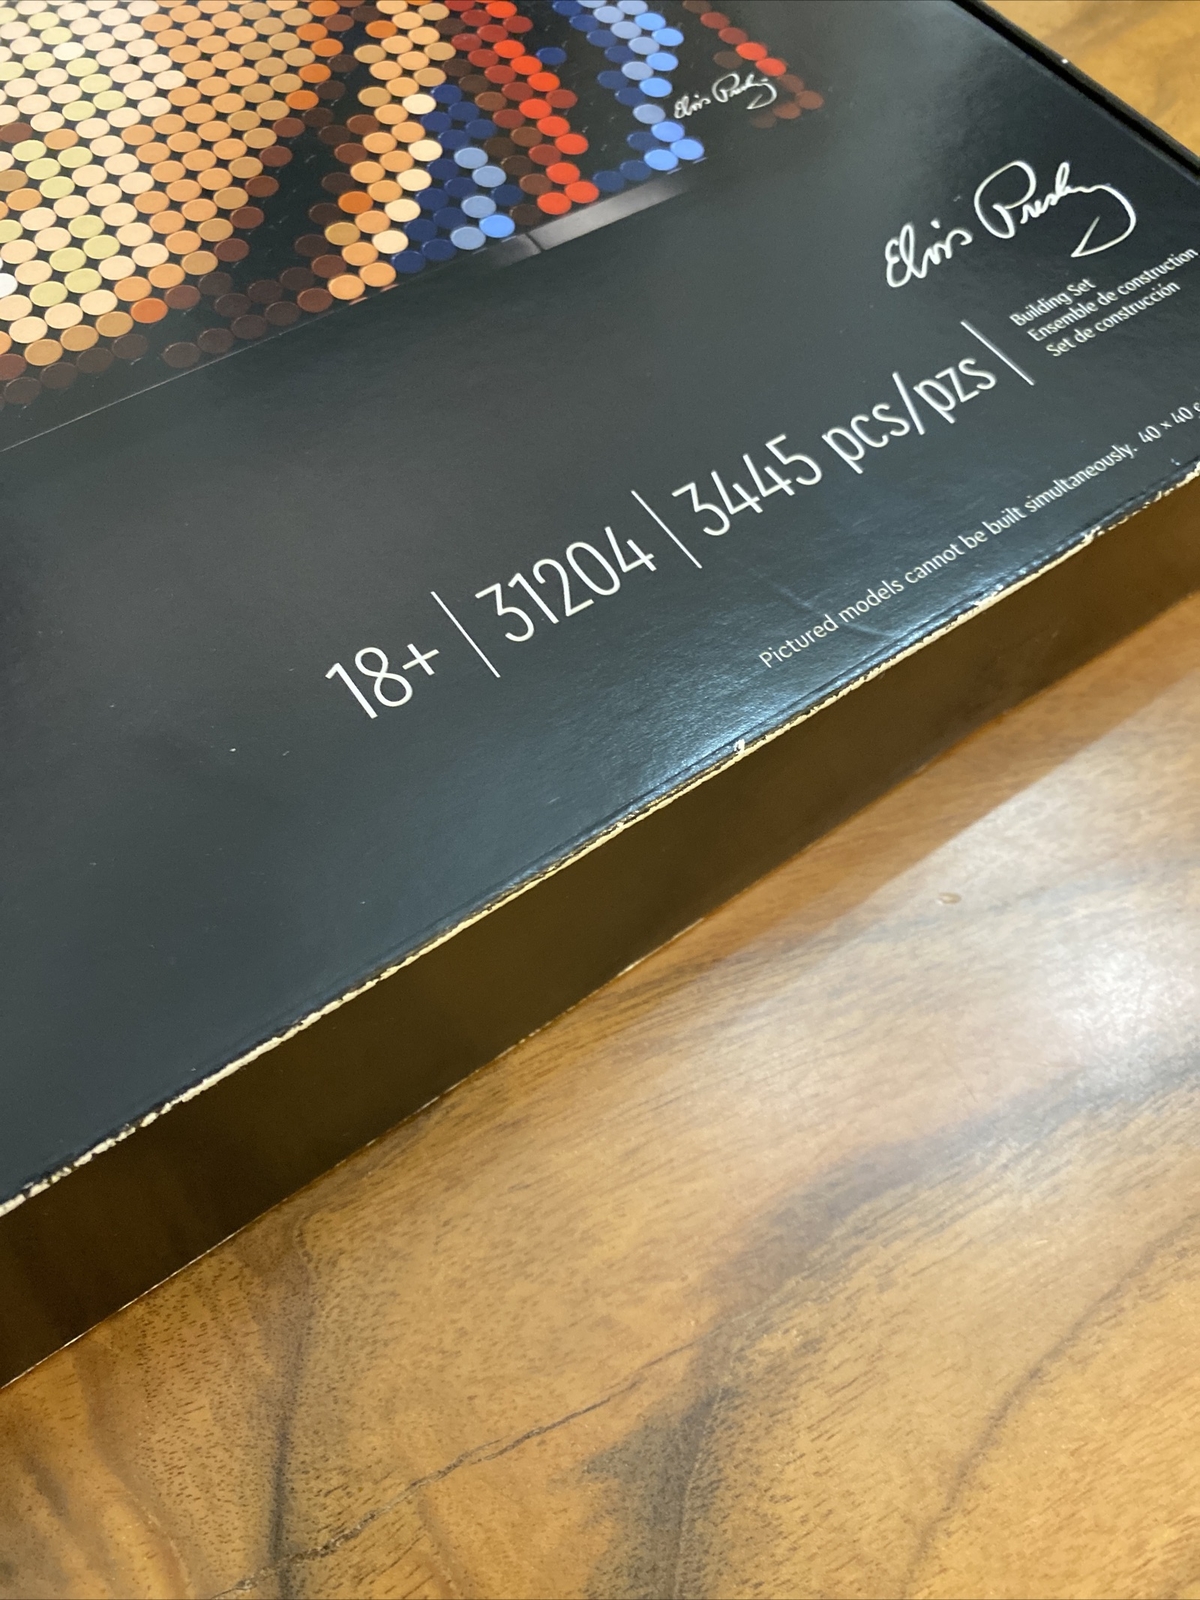 Elvis Presley
Elvis Presley
Building Set
Ensemble de construction
Set de construcción
18+ | 31204 | 3445 pcs/pzs
Pictured models cannot be built simultaneously. 40 × 40